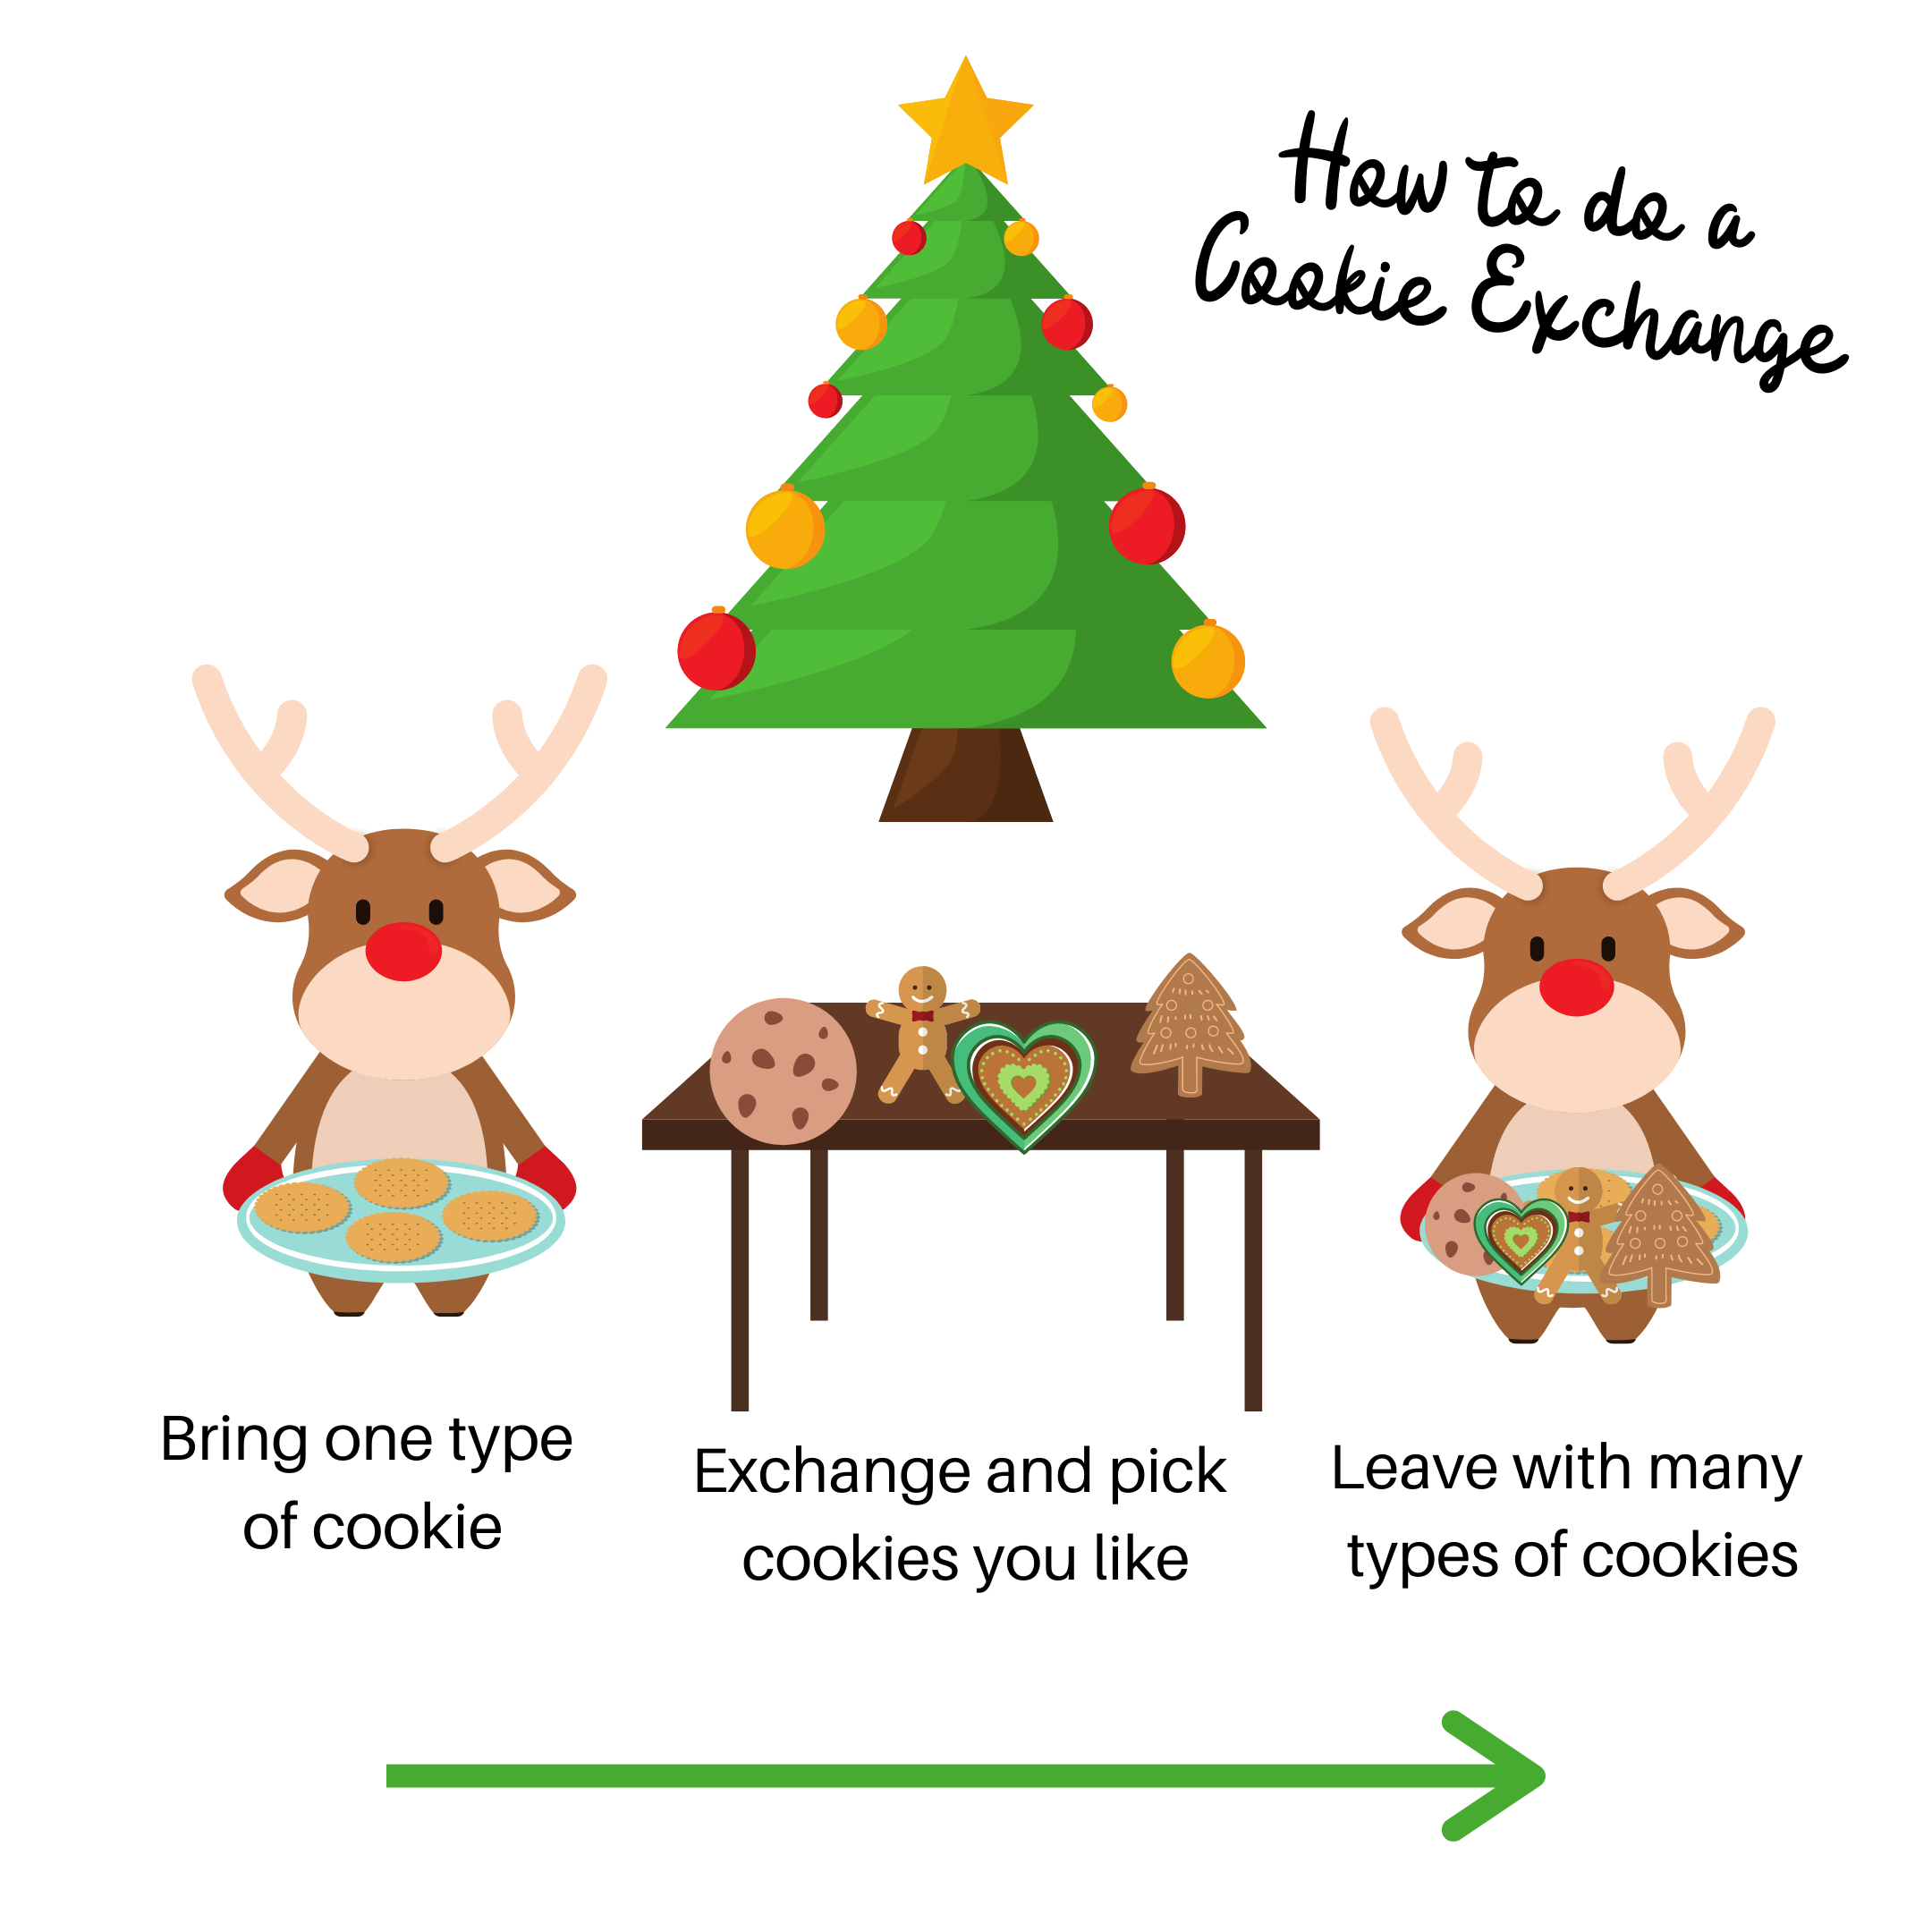 How to do a
Cookie Exchange
Bring one type
of cookie
Exchange and pick
cookies you like
Leave with many
types of cookies